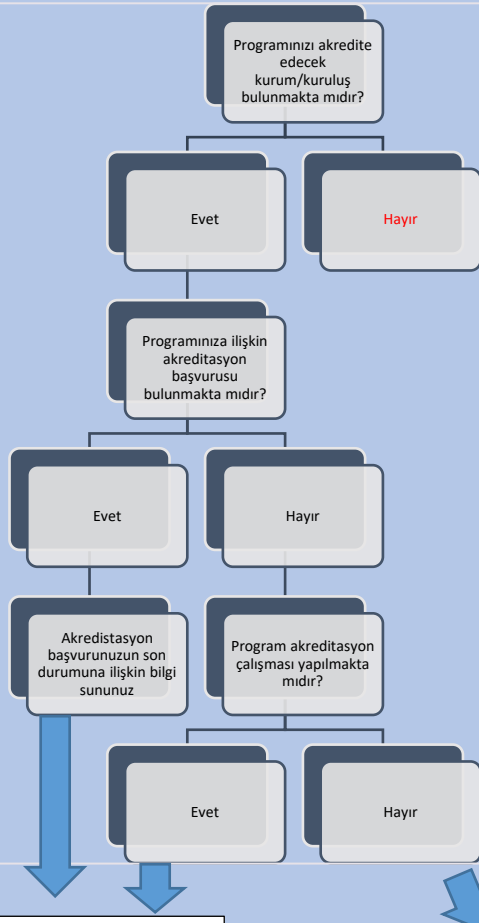 Programınızı akredite
edecek
kurum/kuruluş
bulunmakta mıdır?
Evet
Hayır
Programınıza ilişkin
akreditasyon
başvurusu
bulunmakta mıdır?
Evet
Hayır
Akredistasyon
başvurunuzun son
durumuna ilişkin bilgi
sununuz
Program akreditasyon
çalışması yapılmakta
mıdır?
Evet
Hayır